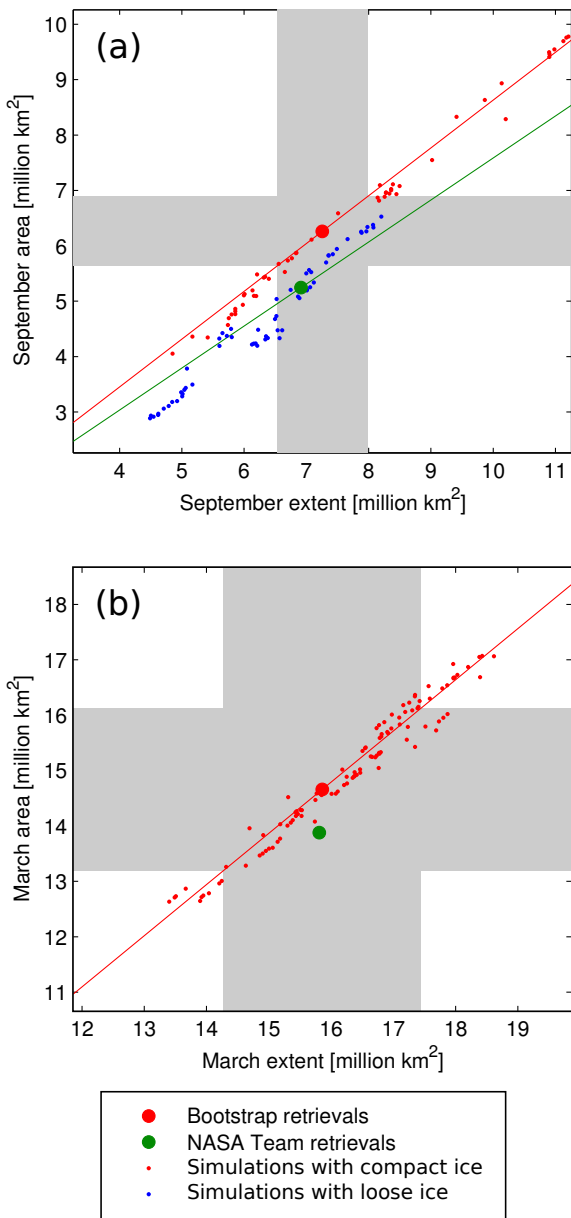 (a)
10
9
8
7
6
5
4
3
September area [million km²]
4 5 6 7 8 9 10 11
September extent [million km²]
(b)
18
17
16
15
14
13
12
11
March area [million km²]
12 13 14 15 16 17 18 19
March extent [million km²]
Bootstrap retrievals
NASA Team retrievals
Simulations with compact ice
Simulations with loose ice